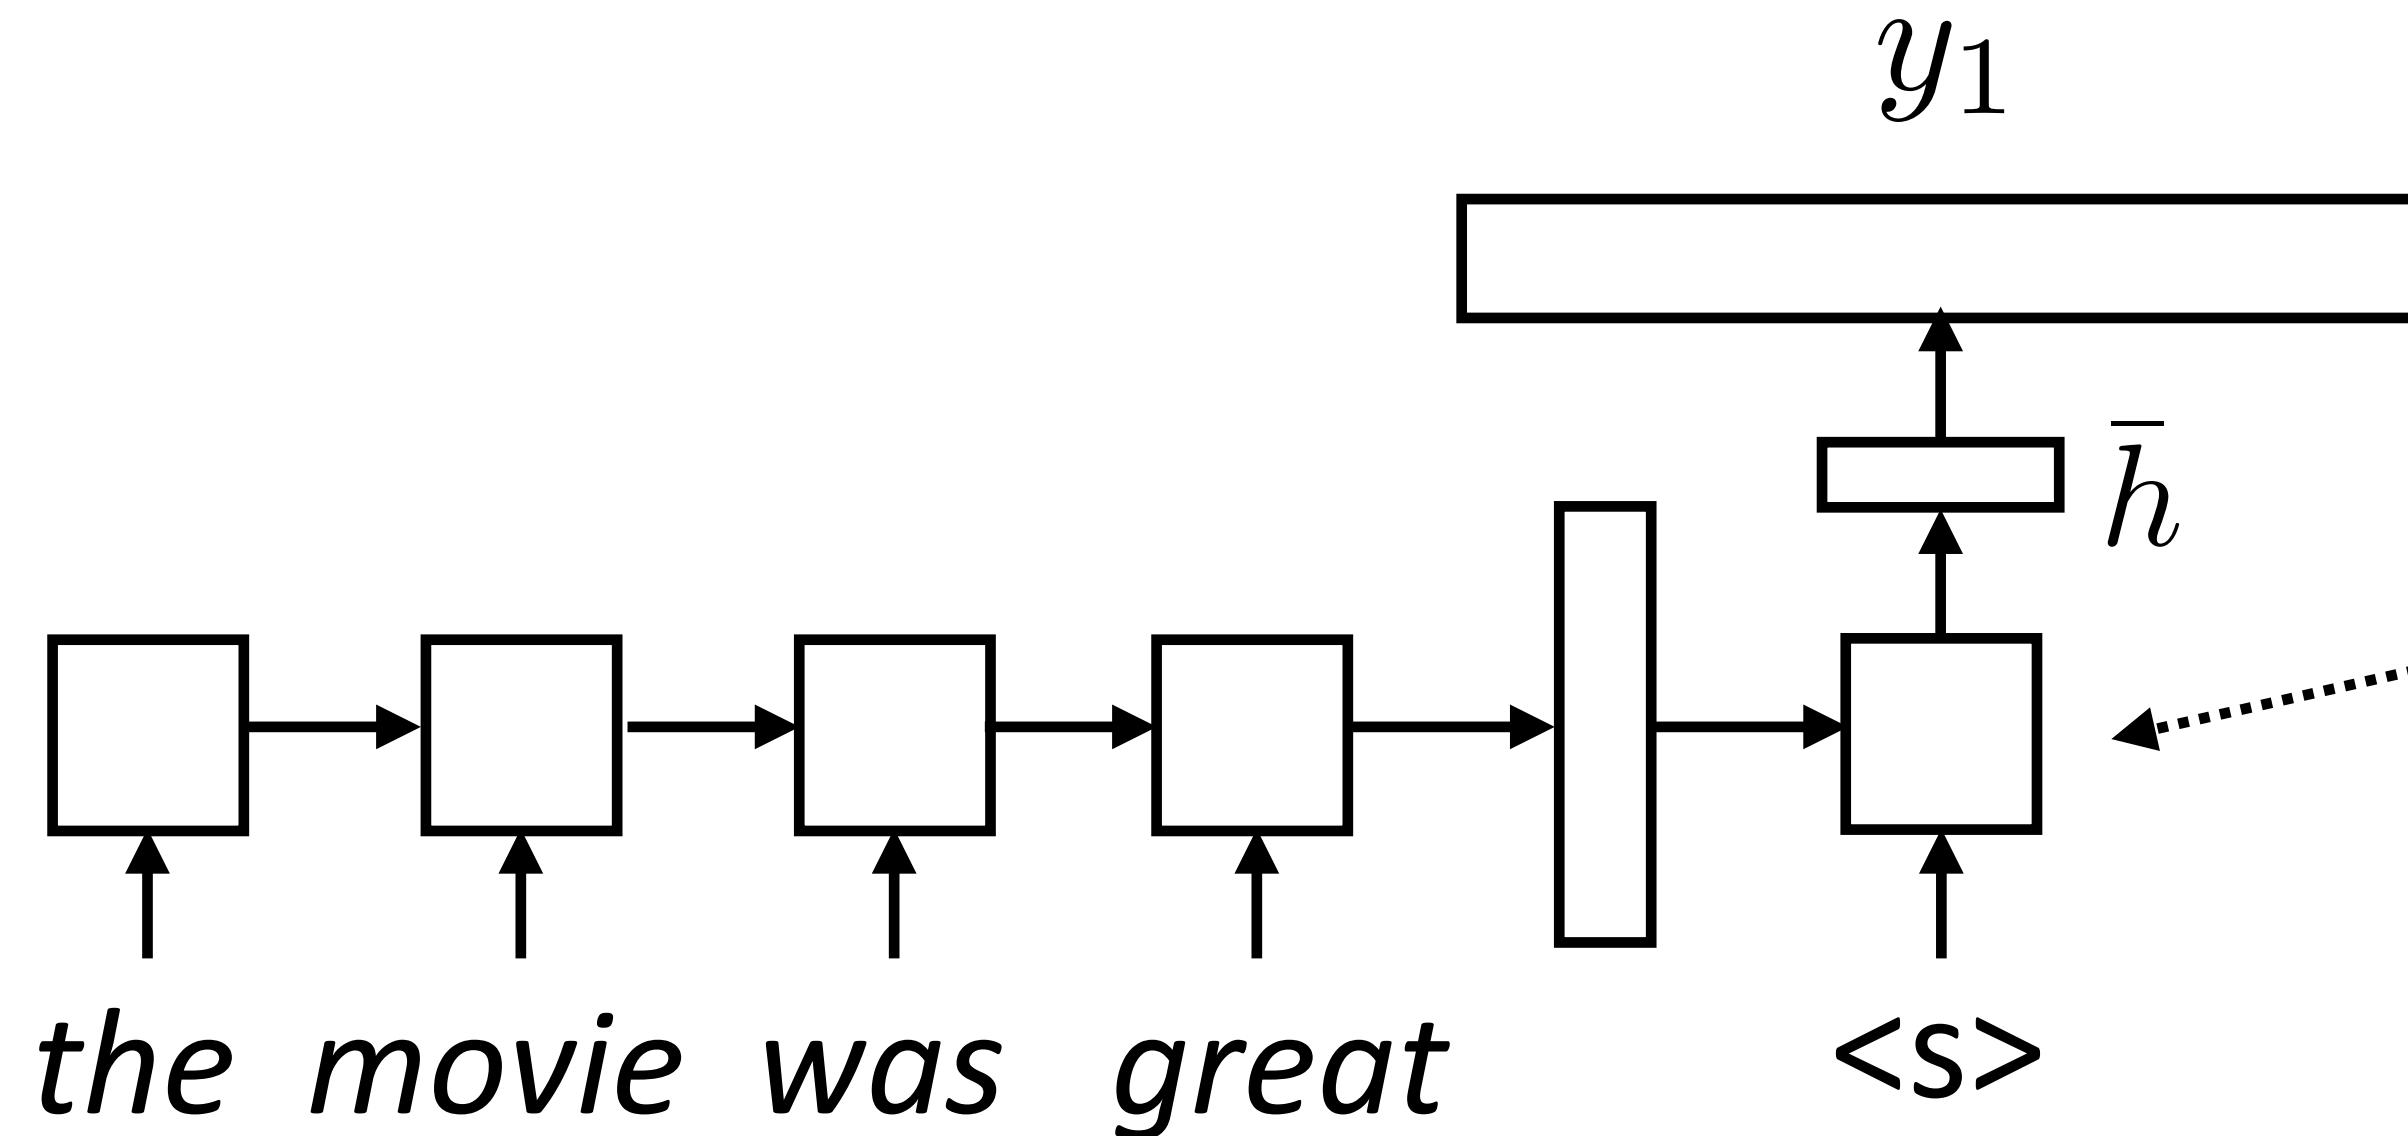 y₁
h̄
the movie was great <s>